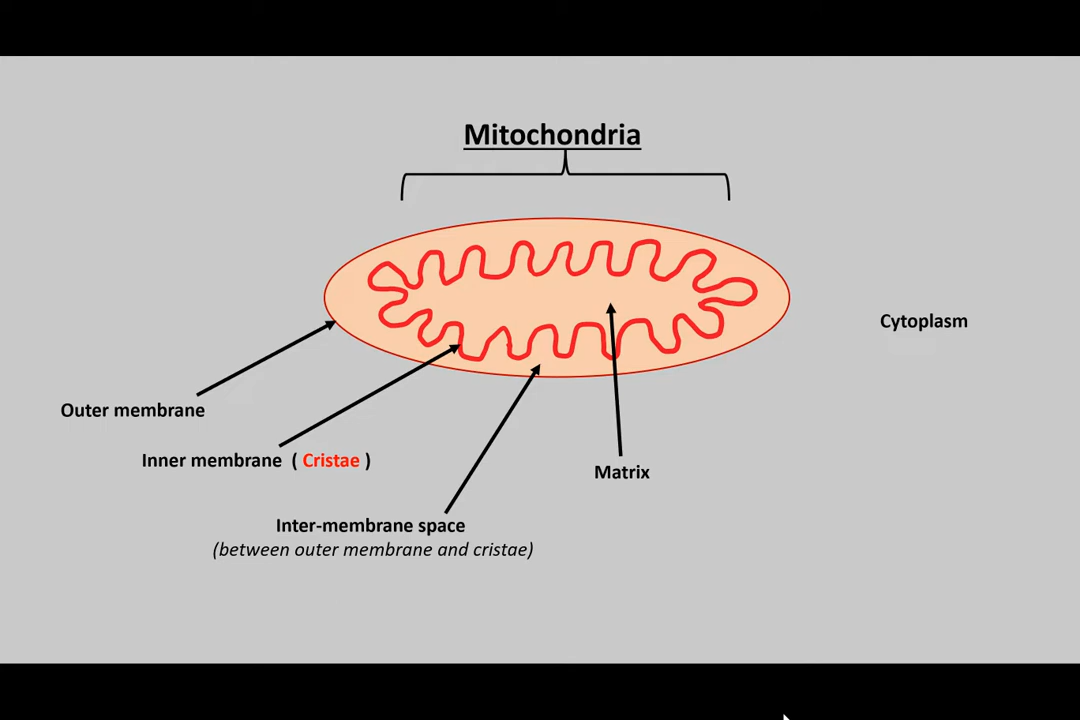 Mitochondria
Cytoplasm
Outer membrane
Inner membrane ( Cristae )
Matrix
Inter-membrane space
(between outer membrane and cristae)